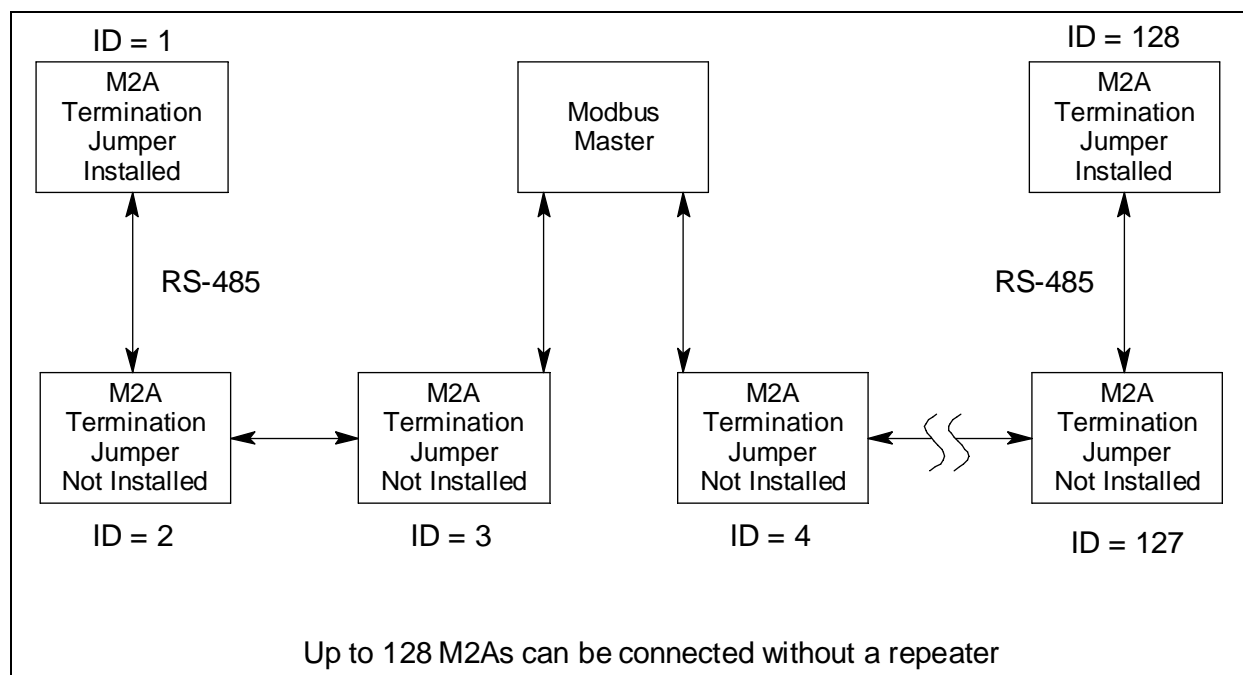 ID = 1
M2A
Termination
Jumper
Installed
Modbus
Master
ID = 128
M2A
Termination
Jumper
Installed
RS-485
RS-485
M2A
Termination
Jumper
Not Installed
ID = 2
M2A
Termination
Jumper
Not Installed
ID = 3
M2A
Termination
Jumper
Not Installed
ID = 4
M2A
Termination
Jumper
Not Installed
ID = 127
Up to 128 M2As can be connected without a repeater